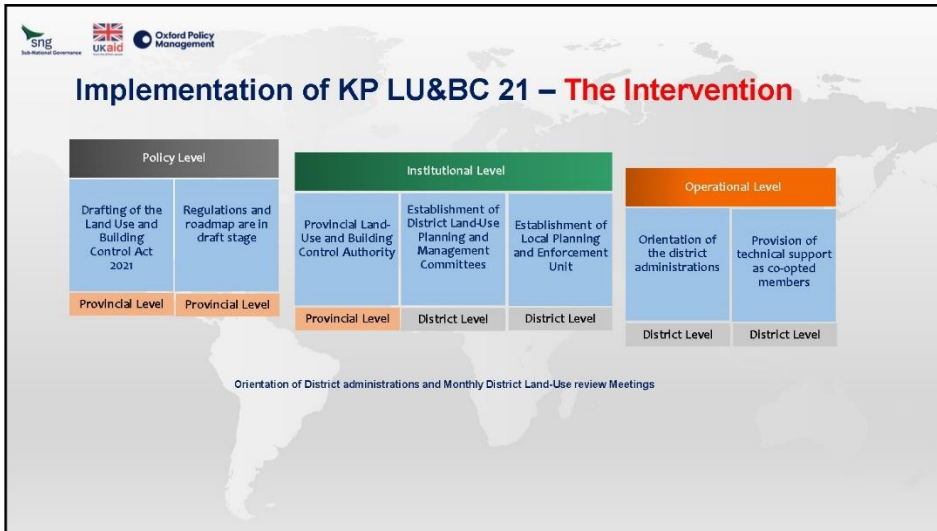 sng
Sub-National Governance
UKaid
Oxford Policy
Management
Implementation of KP LU&BC 21 – The Intervention
Policy Level
Drafting of the
Land Use and
Building
Control Act
2021
Provincial Level
Regulations and
roadmap are in
draft stage
Provincial Level
Institutional Level
Provincial Land-
Use and Building
Control Authority
Provincial Level
Establishment of
District Land-Use
Planning and
Management
Committees
District Level
Establishment of
Local Planning
and Enforcement
Unit
District Level
Operational Level
Orientation of
the district
administrations
District Level
Provision of
technical support
as co-opted
members
District Level
Orientation of District administrations and Monthly District Land-Use review Meetings